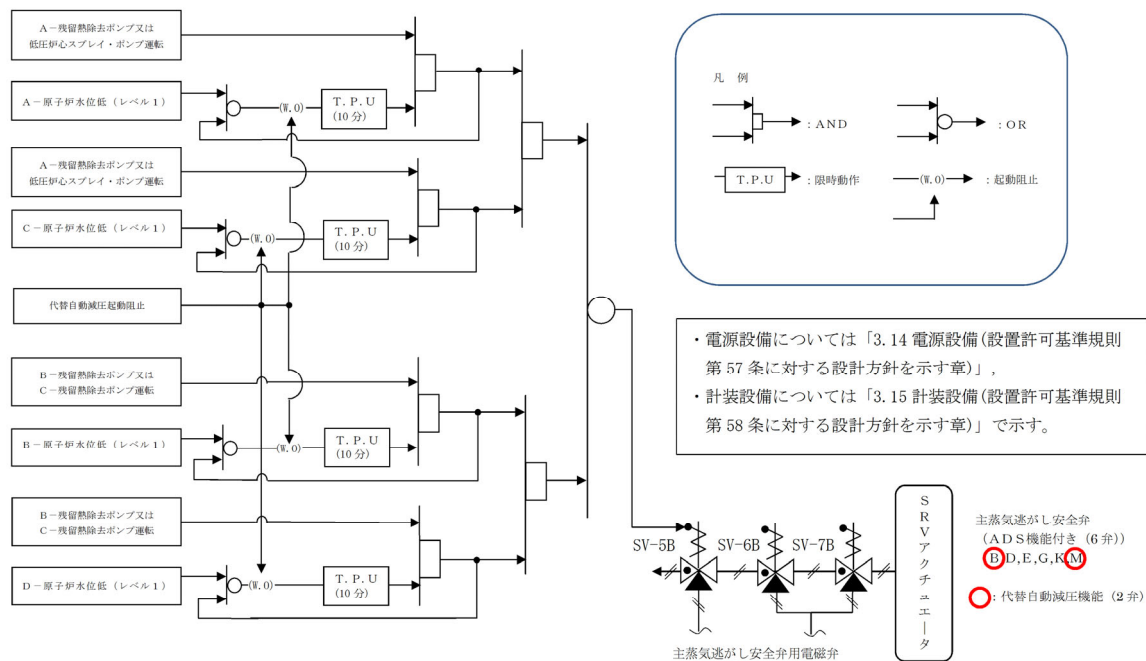 A-残留熱除去ポンプ又は
低圧炉心スプレイ・ポンプ運転
A-原子炉水位低(レベル1)
(W.O)
T.P.U
(10分)
A-残留熱除去ポンプ又は
低圧炉心スプレイ・ポンプ運転
C-原子炉水位低(レベル1)
(W.O)
T.P.U
(10分)
代替自動減圧起動阻止
B-残留熱除去ポンプ又は
C-残留熱除去ポンプ運転
B-原子炉水位低(レベル1)
(W.O)
T.P.U
(10分)
B-残留熱除去ポンプ又は
C-残留熱除去ポンプ運転
D-原子炉水位低(レベル1)
(W.O)
T.P.U
(10分)
凡 例
:AND
:OR
T.P.U
:限時動作
(W.O)
:起動阻止
・電源設備については「3.14 電源設備(設置許可基準規則
第57条に対する設計方針を示す章)」,
・計装設備については「3.15 計装設備(設置許可基準規則
第58条に対する設計方針を示す章)」で示す。
SV-5B
SV-6B
SV-7B
SRVアクチュエータ
主蒸気逃がし安全弁
(ADS機能付き(6弁))
B,D,E,G,K,M
:代替自動減圧機能(2弁)
主蒸気逃がし安全弁用電磁弁